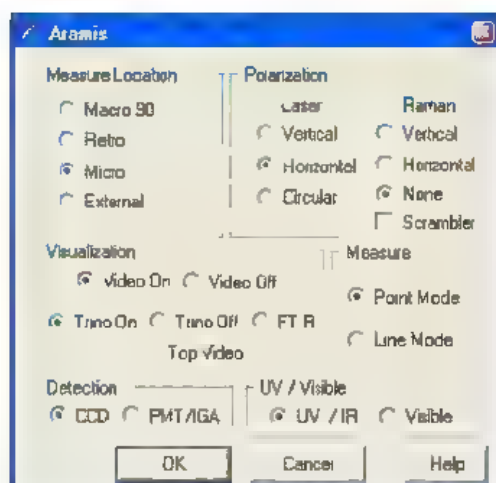 Aramis
Measure Location
Macro 90
Retro
Micro
External
Polarization
Laser
Vertical
Horizontal
Circular
Raman
Vertical
Horizontal
None
Scrambler
Visualization
Video On Video Off
Trino On Trino Off FT R
Top Video
Measure
Point Mode
Line Mode
Detection
CCD PMT/IGA
UV / Visible
UV / IR Visible
OK Cancel Help